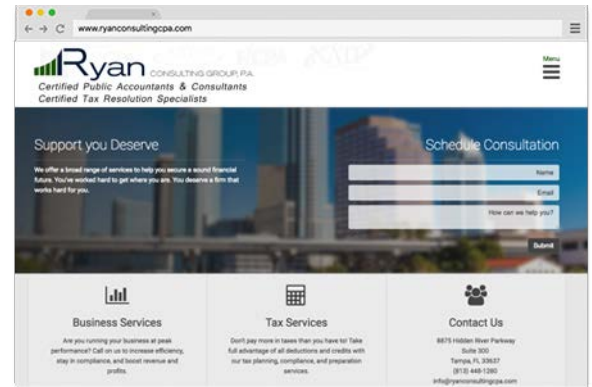 www.ryanconsultingcpa.com
Ryan CONSULTING GROUP, P.A.
Menu
Certified Public Accountants & Consultants
Certified Tax Resolution Specialists
Support you Deserve
We offer a broad range of services to help you secure a sound financial
future. You've worked hard to get where you are. You deserve a firm that
works hard for you.
Schedule Consultation
Name
Email
How can we help you?
Submit
Business Services
Are you running your business at peak
performance? Call on us to increase efficiency,
stay in compliance, and boost revenue and
profits.
Tax Services
Don't pay more in taxes than you have to! Take
full advantage of all deductions and credits with
our tax planning, compliance, and preparation
services.
Contact Us
8875 Hidden River Parkway
Suite 300
Tampa, FL 33637
(813) 448-1280
info@ryanconsultingcpa.com